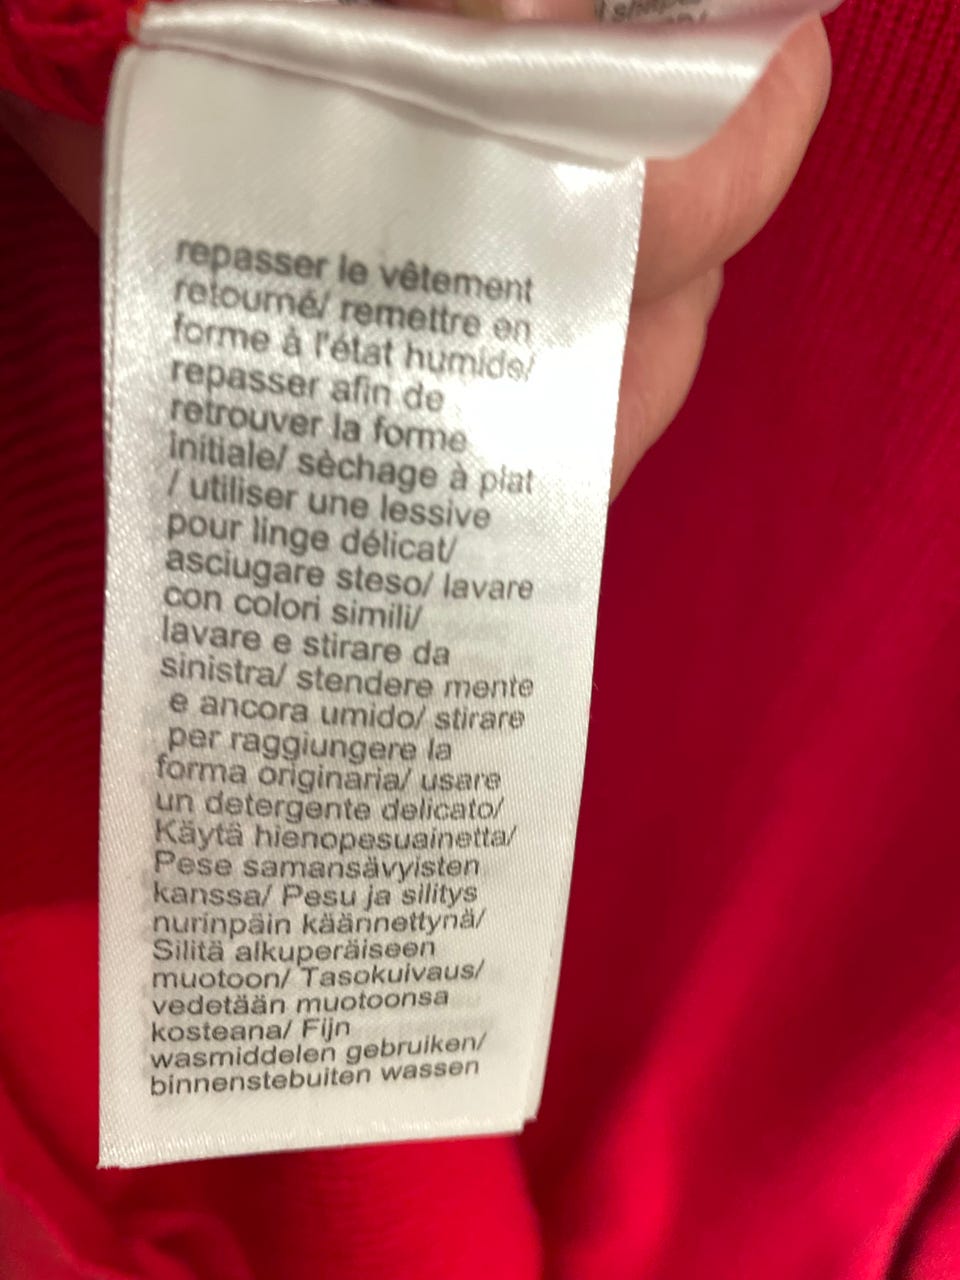 repasser le vêtement
retourné/ remettre en
forme à l'état humide/
repasser afin de
retrouver la forme
initiale/ sèchage à plat
/ utiliser une lessive
pour linge délicat/
asciugare steso/ lavare
con colori simili/
lavare e stirare da
sinistra/ stendere mente
e ancora umido/ stirare
per raggiungere la
forma originaria/ usare
un detergente delicato/
Käytä hienopesuainetta/
Pese samansävyisten
kanssa/ Pesu ja silitys
nurinpäin käännettynä/
Silitä alkuperäiseen
muotoon/ Tasokuivaus/
vedetään muotoonsa
kosteana/ Fijn
wasmiddelen gebruiken/
binnenstebuiten wassen